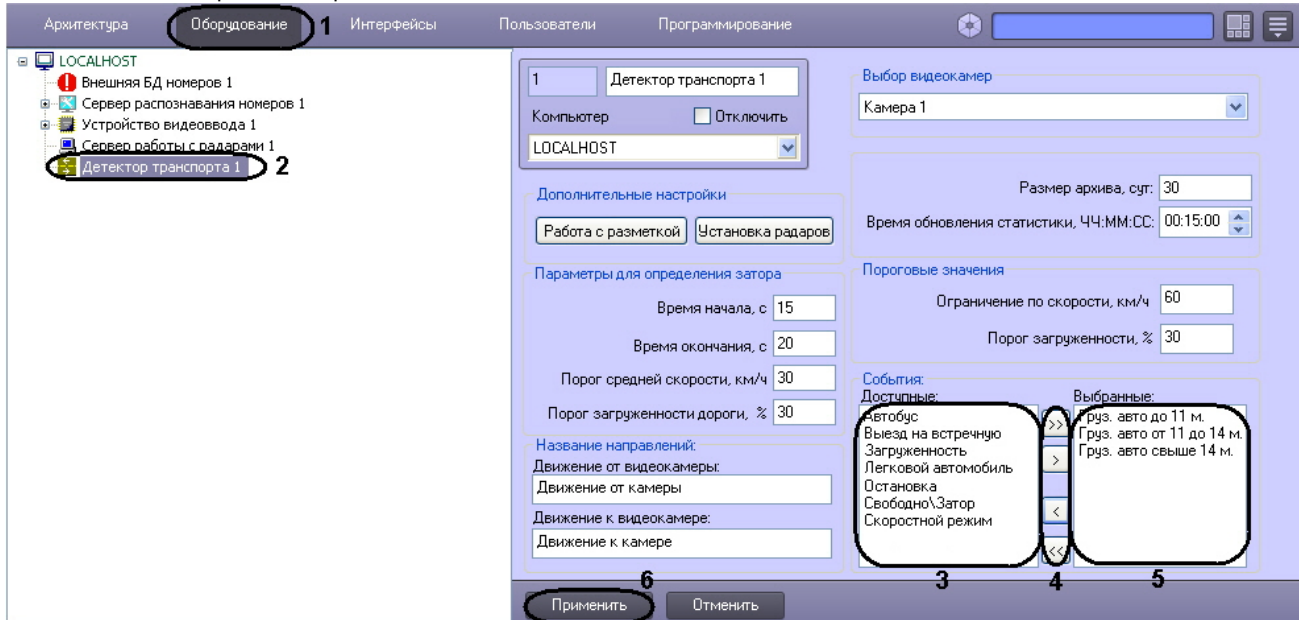 Архитектура Оборудование 1 Интерфейсы Пользователи Программирование
LOCALHOST
Внешняя БД номеров 1
Сервер распознавания номеров 1
Устройство видеоввода 1
Сервер работы с радарами 1
Детектор транспорта 1 2
1 Детектор транспорта 1
Компьютер Отключить
LOCALHOST
Дополнительные настройки
Работа с разметкой Установка радаров
Параметры для определения затора
Время начала, с 15
Время окончания, с 20
Порог средней скорости, км/ч 30
Порог загруженности дороги, % 30
Название направлений:
Движение от видеокамеры:
Движение от камеры
Движение к видеокамере:
Движение к камере
Выбор видеокамер
Камера 1
Размер архива, сут: 30
Время обновления статистики, ЧЧ:ММ:СС: 00:15:00
Пороговые значения
Ограничение по скорости, км/ч 60
Порог загруженности, % 30
События:
Доступные:
Автобус
Выезд на встречную
Загруженность
Легковой автомобиль
Остановка
Свободно\Затор
Скоростной режим
>>
>
<
<<
Выбранные:
Груз. авто до 11 м.
Груз. авто от 11 до 14 м.
Груз. авто свыше 14 м.
3 4 5
6
Применить Отменить